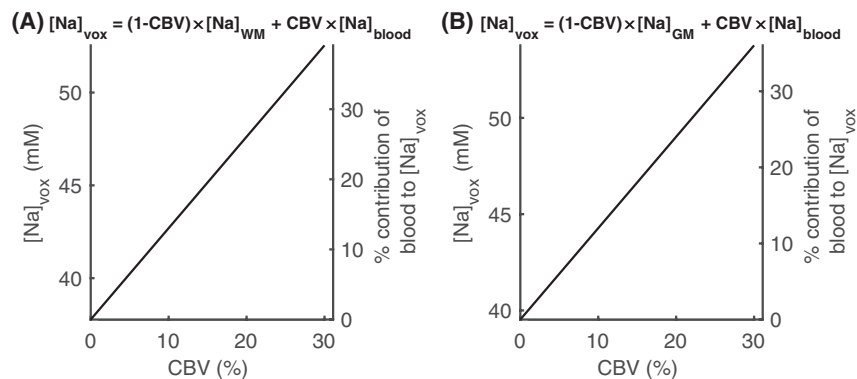 (A) [Na]vox = (1-CBV)×[Na]WM + CBV×[Na]blood
50
45
40
[Na]vox (mM)
30
20
10
0
% contribution of
blood to [Na]vox
0 10 20 30
CBV (%)
(B) [Na]vox = (1-CBV)×[Na]GM + CBV×[Na]blood
50
45
40
[Na]vox (mM)
30
20
10
0
% contribution of
blood to [Na]vox
0 10 20 30
CBV (%)